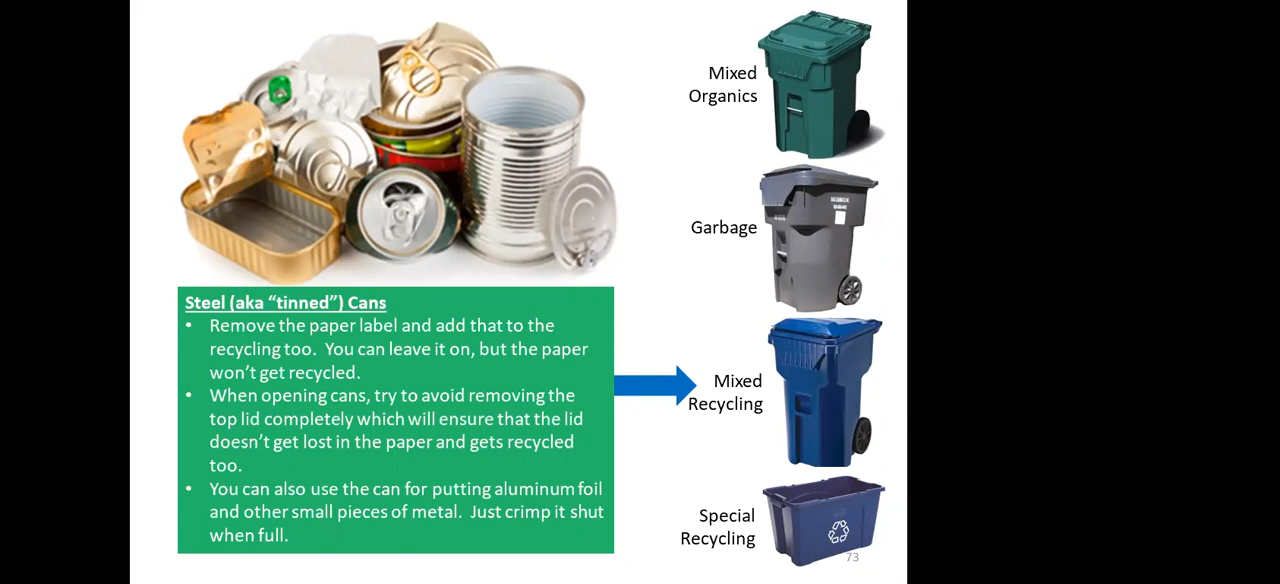 Mixed
Organics
Garbage
Steel (aka “tinned”) Cans
• Remove the paper label and add that to the
recycling too.  You can leave it on, but the paper
won’t get recycled.
• When opening cans, try to avoid removing the
top lid completely which will ensure that the lid
doesn’t get lost in the paper and gets recycled
too.
• You can also use the can for putting aluminum foil
and other small pieces of metal.  Just crimp it shut
when full.
Mixed
Recycling
Special
Recycling
73